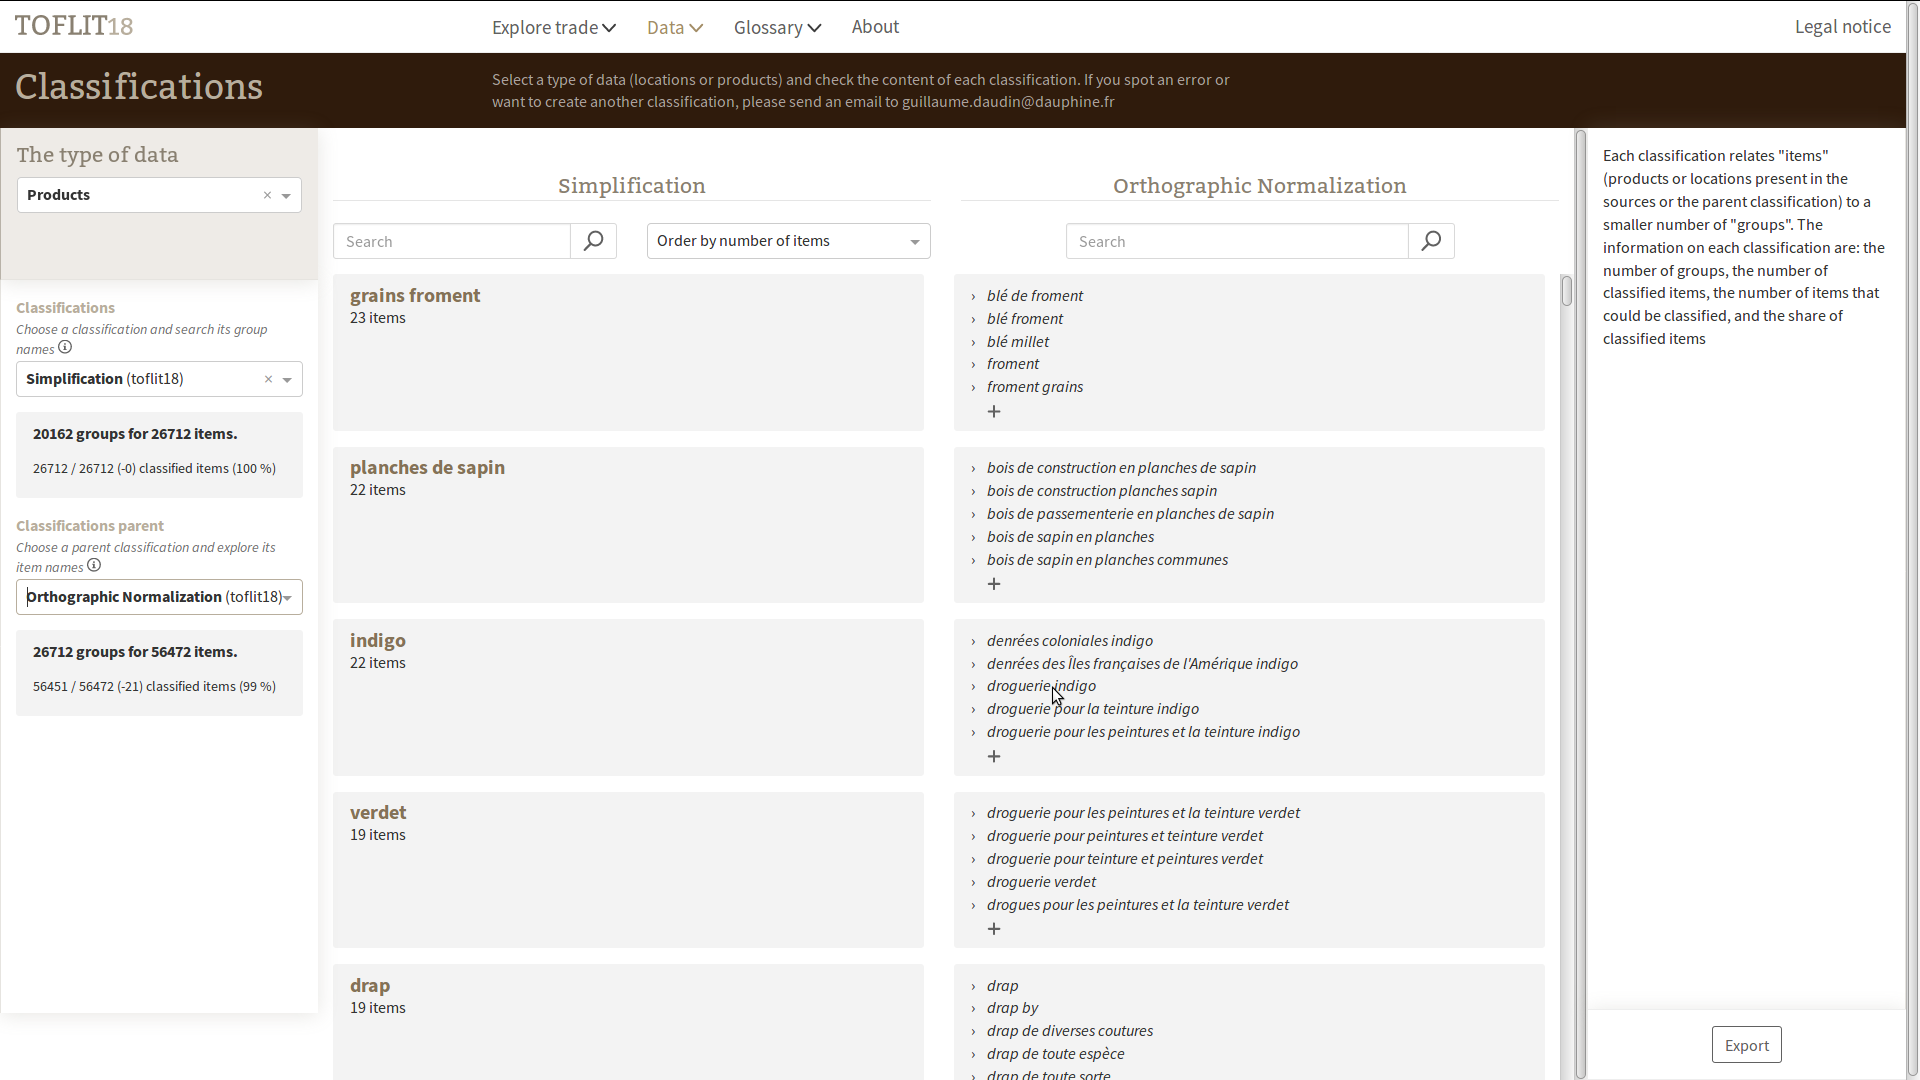 TOFLIT18
Explore trade
Data
Glossary
About
Legal notice
Classifications
Select a type of data (locations or products) and check the content of each classification. If you spot an error or
want to create another classification, please send an email to guillaume.daudin@dauphine.fr
The type of data
Products
×
Classifications
Choose a classification and search its group
names
Simplification (toflit18)
×
20162 groups for 26712 items.
26712 / 26712 (-0) classified items (100 %)
Classifications parent
Choose a parent classification and explore its
item names
Orthographic Normalization (toflit18)
26712 groups for 56472 items.
56451 / 56472 (-21) classified items (99 %)
Simplification
Orthographic Normalization
Search
Order by number of items
Search
grains froment
23 items
› blé de froment
› blé froment
› blé millet
› froment
› froment grains
+
planches de sapin
22 items
› bois de construction en planches de sapin
› bois de construction planches sapin
› bois de passementerie en planches de sapin
› bois de sapin en planches
› bois de sapin en planches communes
+
indigo
22 items
› denrées coloniales indigo
› denrées des Îles françaises de l'Amérique indigo
› droguerie indigo
› droguerie pour la teinture indigo
› droguerie pour les peintures et la teinture indigo
+
verdet
19 items
› droguerie pour les peintures et la teinture verdet
› droguerie pour peintures et teinture verdet
› droguerie pour teinture et peintures verdet
› droguerie verdet
› drogues pour les peintures et la teinture verdet
+
drap
19 items
› drap
› drap by
› drap de diverses coutures
› drap de toute espèce
› drap de toute sorte
Each classification relates "items"
(products or locations present in the
sources or the parent classification) to a
smaller number of "groups". The
information on each classification are: the
number of groups, the number of
classified items, the number of items that
could be classified, and the share of
classified items
Export